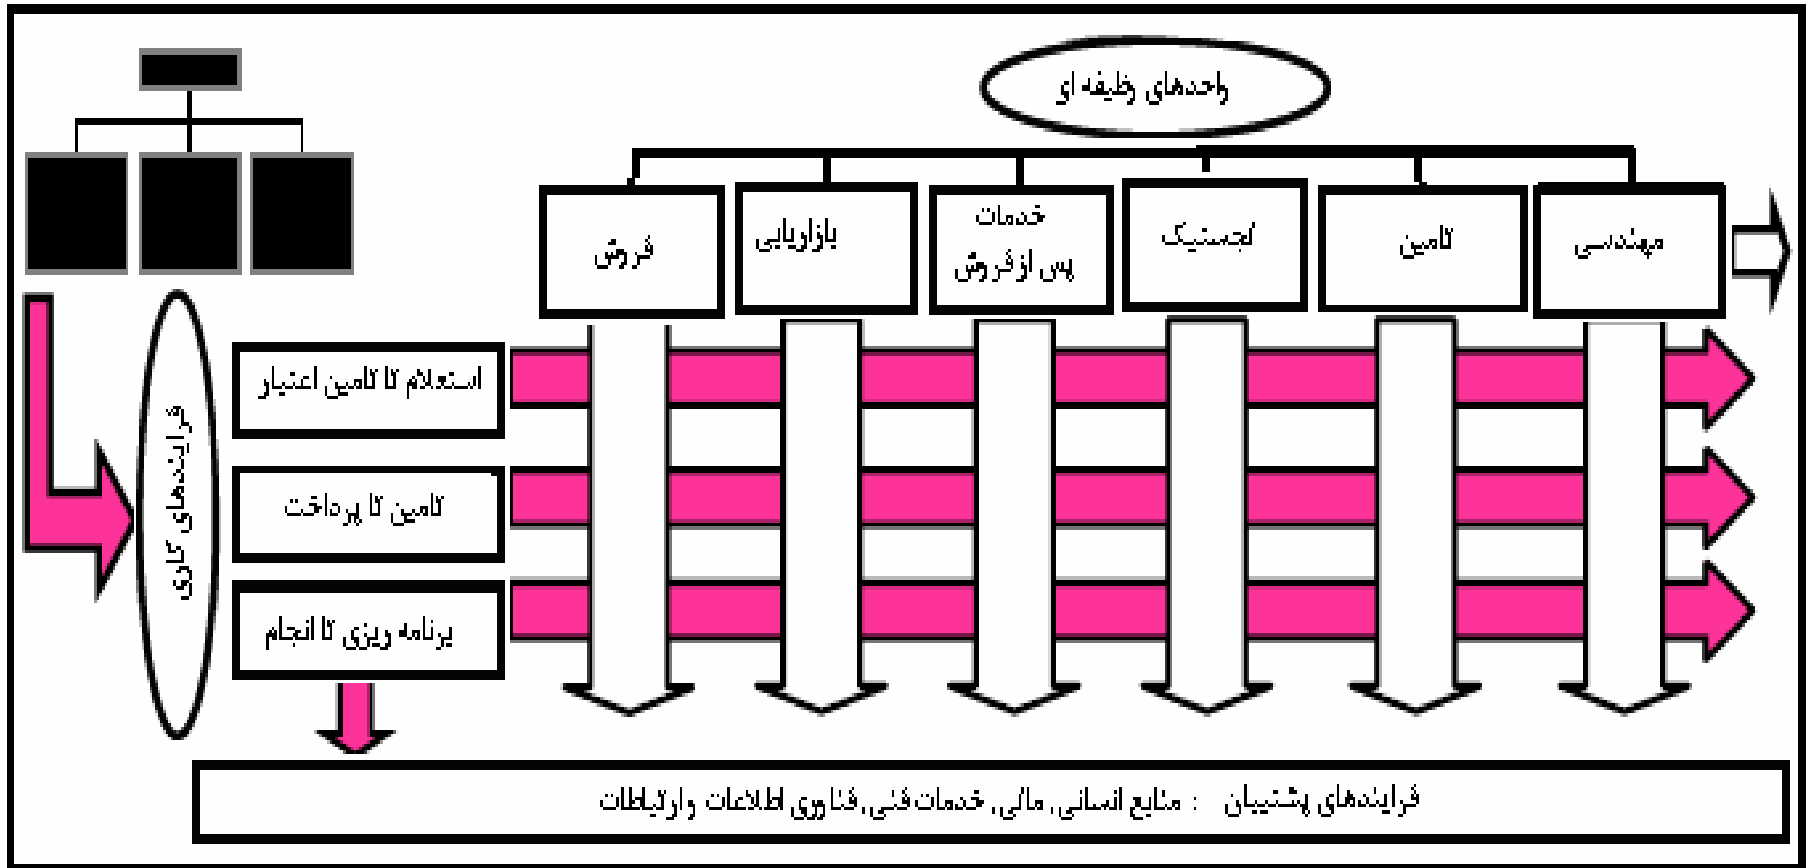 واحدهای وظیفه ای
مهندسی
تامین
لجستیک
خدمات
پس از فروش
بازاریابی
فروش
فرایندهای کاری
استعلام تا تامین اعتبار
تامین تا پرداخت
برنامه ریزی تا انجام
فرایندهای پشتیبان : منابع انسانی, مالی, خدمات فنی, فناوری اطلاعات و ارتباطات